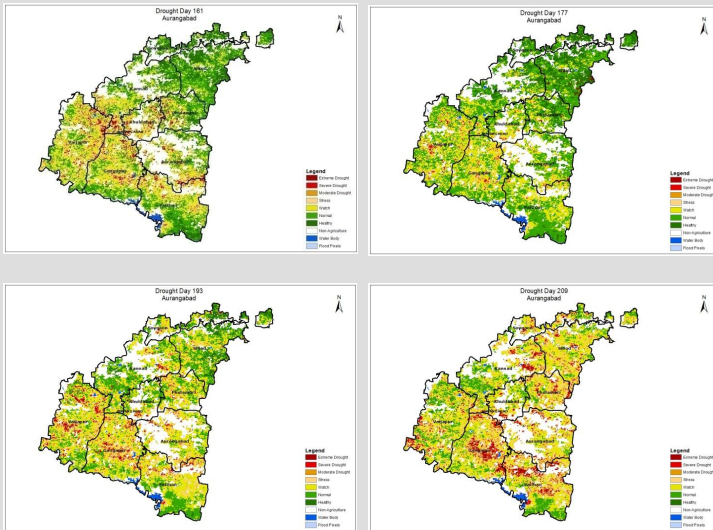 Drought Day 161
Aurangabad
N
Legend
Extreme Drought
Severe Drought
Moderate Drought
Stress
Watch
Normal
Healthy
Non-Agriculture
Water Body
Flood Pixels
Drought Day 177
Aurangabad
N
Legend
Extreme Drought
Severe Drought
Moderate Drought
Stress
Watch
Normal
Healthy
Non-Agriculture
Water Body
Flood Pixels
Drought Day 193
Aurangabad
N
Kannad
Aurangabad
Legend
Extreme Drought
Severe Drought
Moderate Drought
Stress
Watch
Normal
Healthy
Non-Agriculture
Water Body
Flood Pixels
Drought Day 209
Aurangabad
N
Kannad
Aurangabad
Legend
Extreme Drought
Severe Drought
Moderate Drought
Stress
Watch
Normal
Healthy
Non-Agriculture
Water Body
Flood Pixels